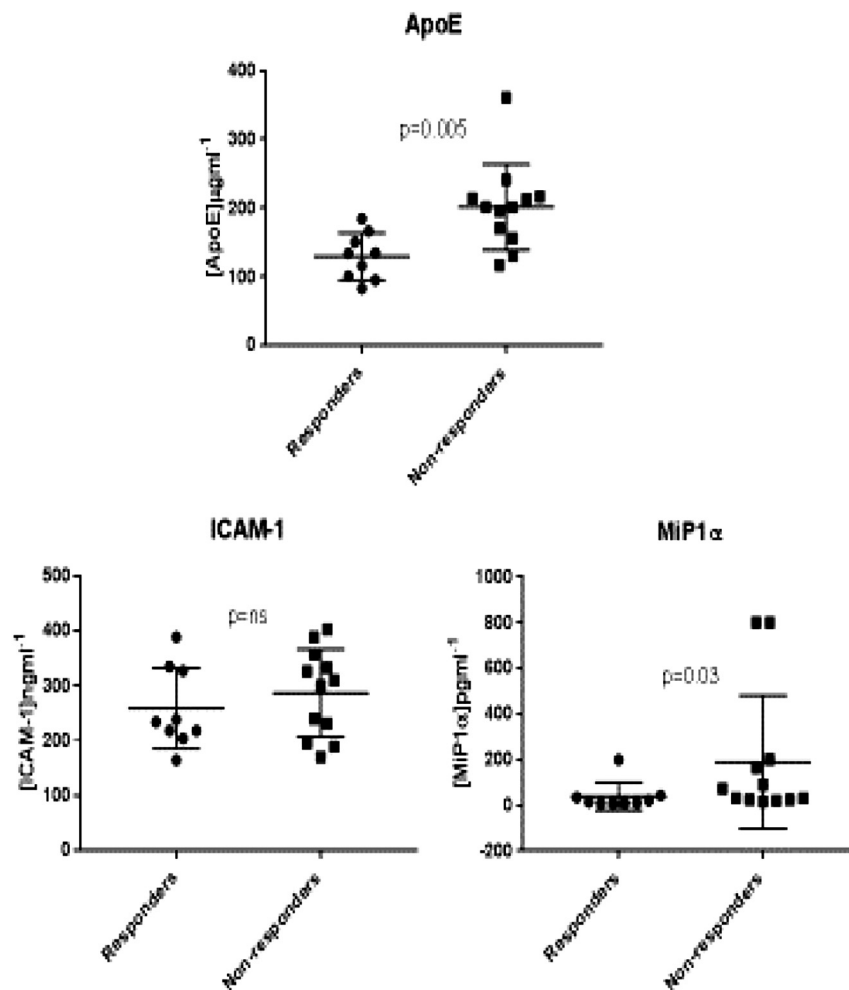 ApoE
400
300
200
100
0
[ApoE]µgml⁻¹
p=0.005
Responders
Non-responders
ICAM-1
500
400
300
200
100
0
[ICAM-1]ngml⁻¹
p=ns
Responders
Non-responders
MiP1α
1000
800
600
400
200
0
-200
[MiP1α]pgml⁻¹
p=0.03
Responders
Non-responders